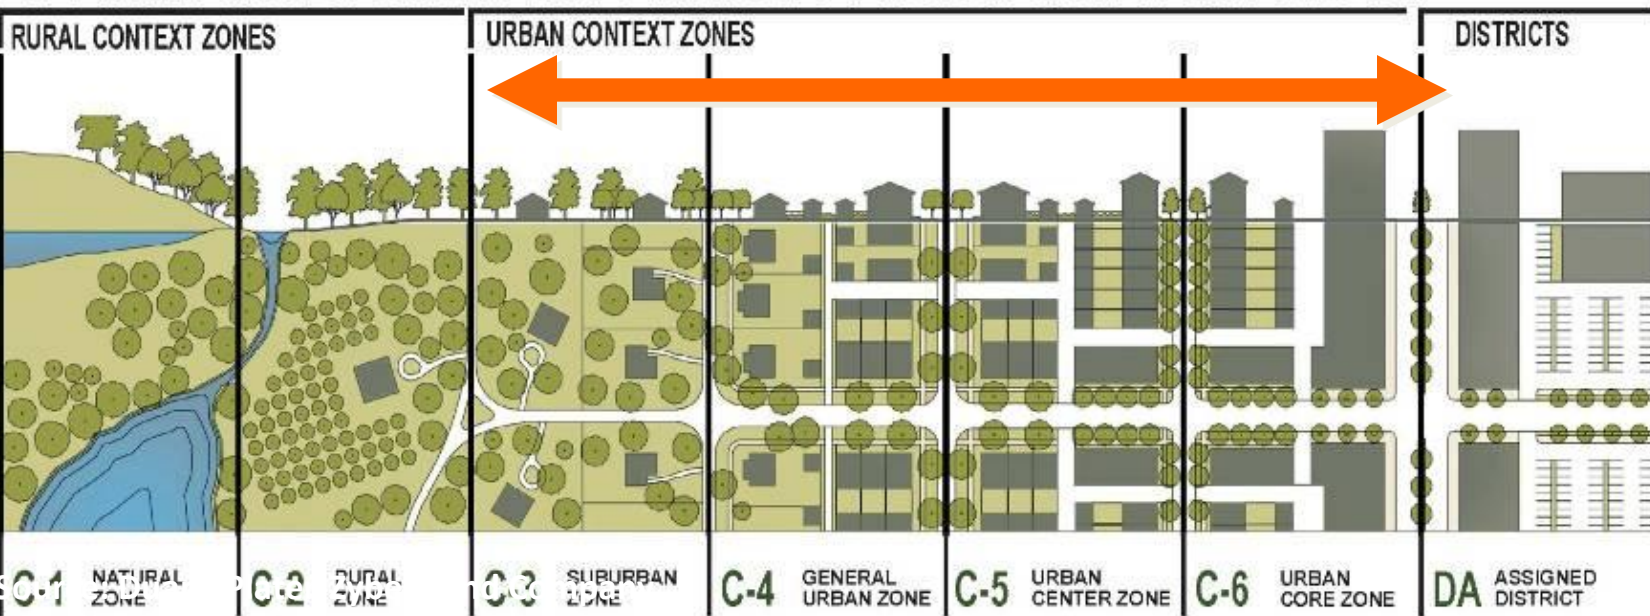 RURAL CONTEXT ZONES
URBAN CONTEXT ZONES
DISTRICTS
C-1 NATURAL
ZONE
C-2 RURAL
ZONE
C-3 SUBURBAN
ZONE
C-4 GENERAL
URBAN ZONE
C-5 URBAN
CENTER ZONE
C-6 URBAN
CORE ZONE
DA ASSIGNED
DISTRICT